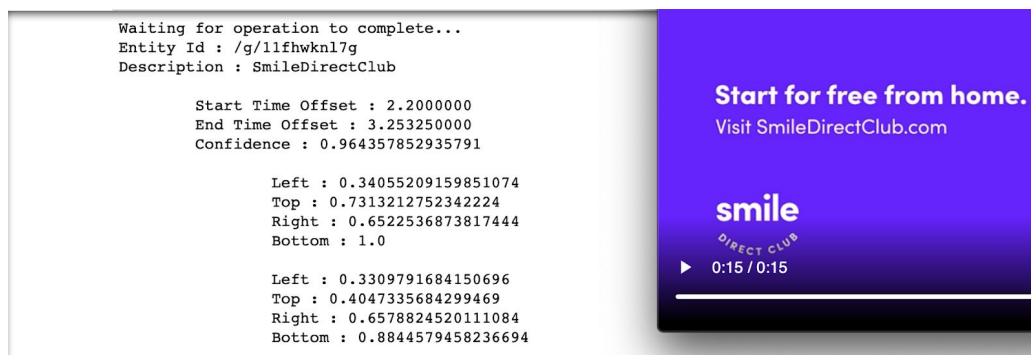 Waiting for operation to complete...
Entity Id : /g/11fhwknl7g
Description : SmileDirectClub
Start Time Offset : 2.2000000
End Time Offset : 3.253250000
Confidence : 0.964357852935791
Left : 0.34055209159851074
Top : 0.7313212752342224
Right : 0.6522536873817444
Bottom : 1.0
Left : 0.3309791684150696
Top : 0.4047335684299469
Right : 0.6578824520111084
Bottom : 0.8844579458236694
Start for free from home.
Visit SmileDirectClub.com
smile
DIRECT CLUB
0:15 / 0:15